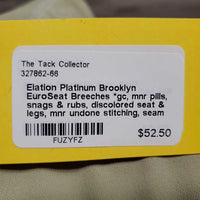 The Tack Collector
327862-66
Elation Platinum Brooklyn
EuroSeat Breeches *gc, mnr pills,
snags & rubs, discolored seat &
legs, mnr undone stitching, seam
$52.50
FUZYFZ